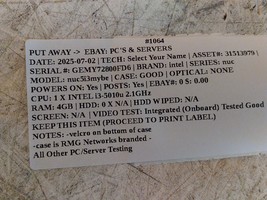 #1064
PUT AWAY -> EBAY: PC'S & SERVERS
DATE: 2025-07-02 | TECH: Select Your Name | ASSET#: 31513979 |
SERIAL #: GEMY72800FD6 | BRAND: intel | SERIES: nuc
MODEL: nuc5i3mybe | CASE: GOOD | OPTICAL: NONE
POWERS ON: Yes | POSTS: Yes | EBAY#: 0 $ 0.00
CPU: 1 X INTEL i3-5010u 2.1GHz
RAM: 4GB | HDD: 0 X N/A | HDD WIPED: N/A
SCREEN: N/A | VIDEO TEST: Integrated (Onboard) Tested Good
KEEP THIS ITEM (PROCEED TO PRINT LABEL)
NOTES: -velcro on bottom of case
-case is RMG Networks branded -
All Other PC/Server Testing